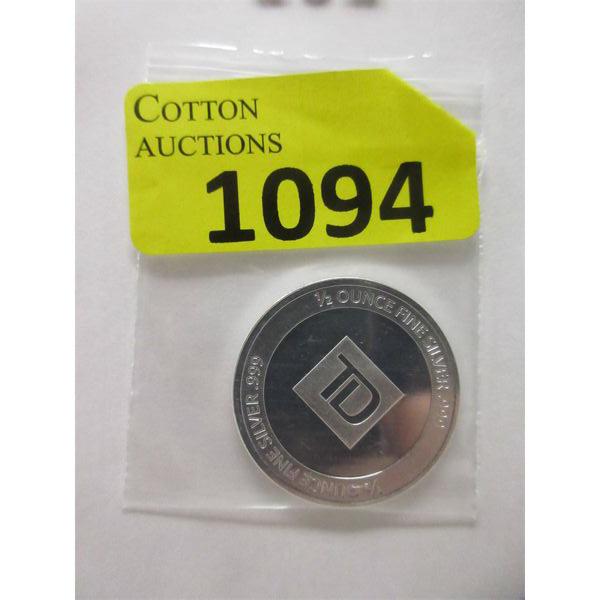 COTTON
AUCTIONS
1094
½ OUNCE FINE SILVER .999
TD
½ OUNCE FINE SILVER .999